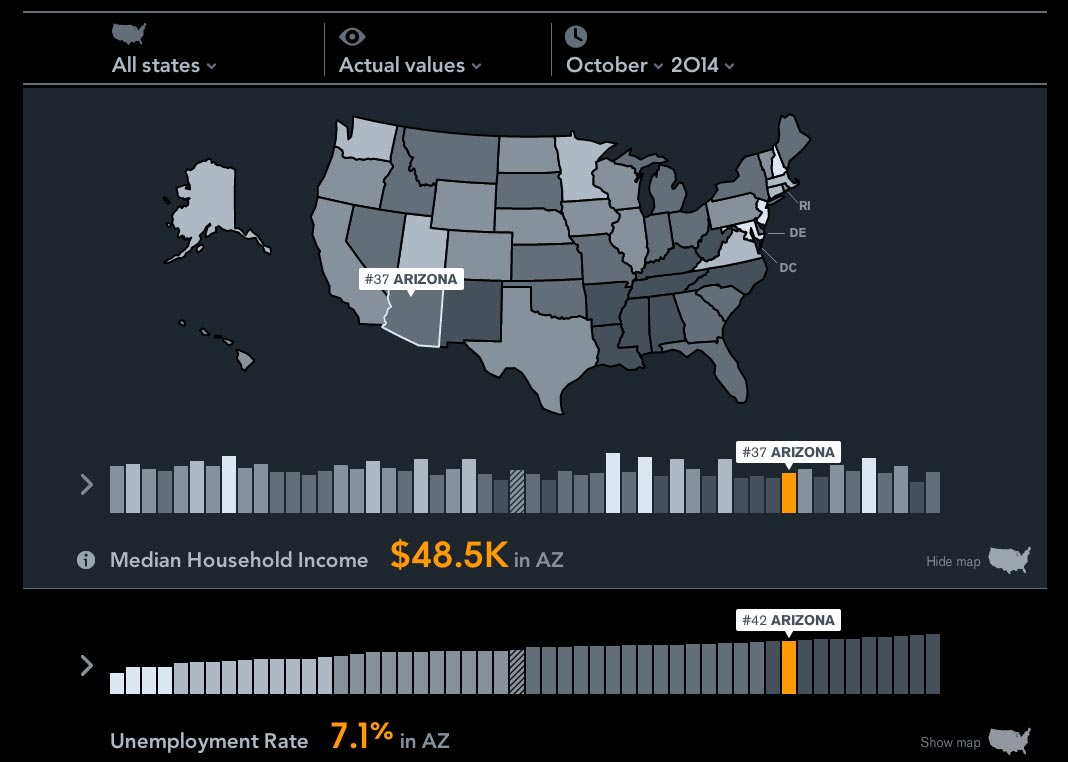 All states
Actual values
October 2014
RI
DE
DC
#37 ARIZONA
#37 ARIZONA
Median Household Income $48.5K in AZ
Hide map
#42 ARIZONA
Unemployment Rate 7.1% in AZ
Show map